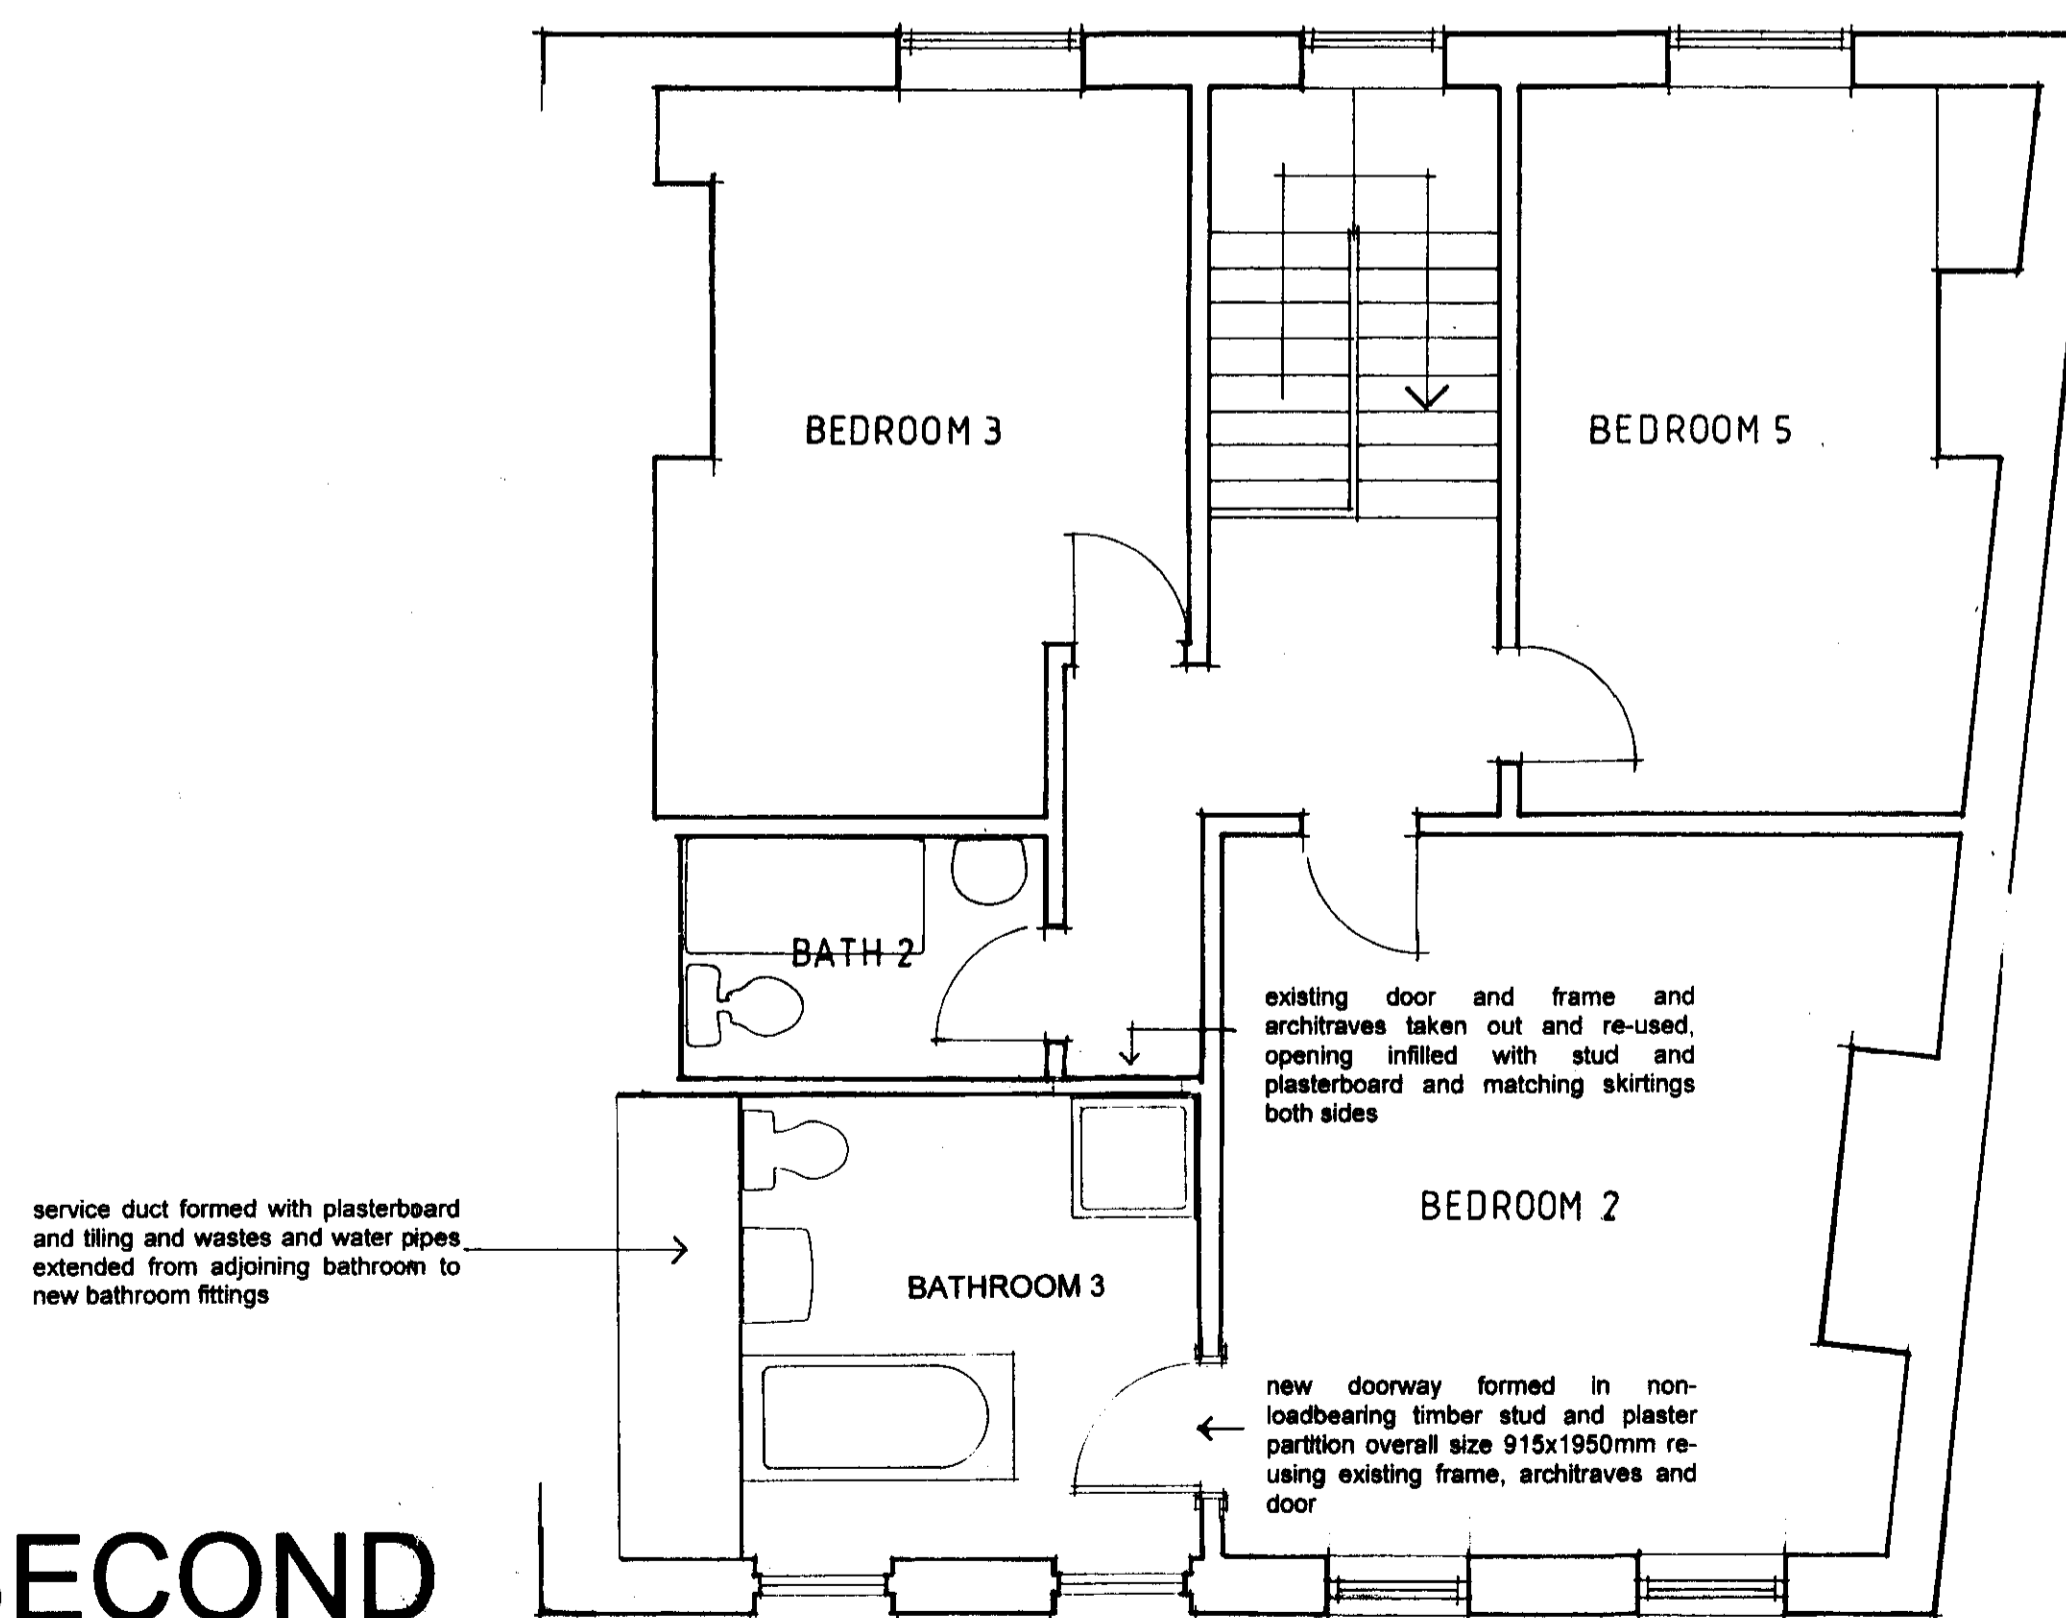 BEDROOM 3
BEDROOM 5
BATH 2
existing door and frame and
architraves taken out and re-used,
opening infilled with stud and
plasterboard and matching skirtings
both sides
service duct formed with plasterboard
and tiling and wastes and water pipes
extended from adjoining bathroom to
new bathroom fittings
BEDROOM 2
BATHROOM 3
new doorway formed in non-
loadbearing timber stud and plaster
partition overall size 915x1950mm re-
using existing frame, architraves and
door
SECOND